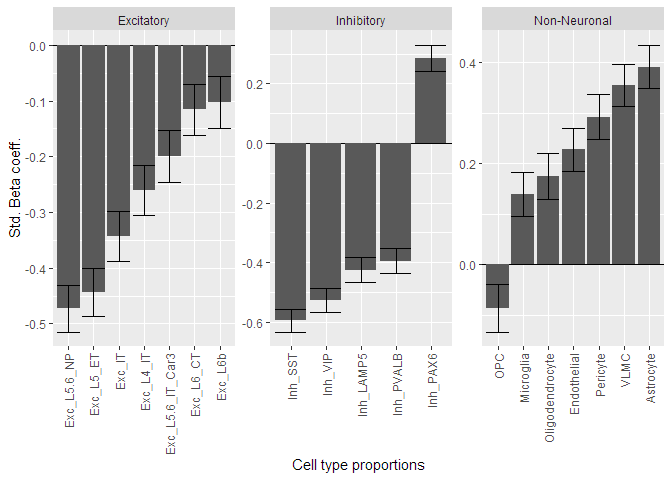 Excitatory
Inhibitory
Non-Neuronal
Std. Beta coeff.
0.0
-0.1
-0.2
-0.3
-0.4
-0.5
0.2
0.0
-0.2
-0.4
-0.6
0.4
0.2
0.0
Exc_L5.6_NP
Exc_L5_ET
Exc_IT
Exc_L4_IT
Exc_L5.6_IT_Car3
Exc_L6_CT
Exc_L6b
Inh_SST
Inh_VIP
Inh_LAMP5
Inh_PVALB
Inh_PAX6
OPC
Microglia
Oligodendrocyte
Endothelial
Pericyte
VLMC
Astrocyte
Cell type proportions